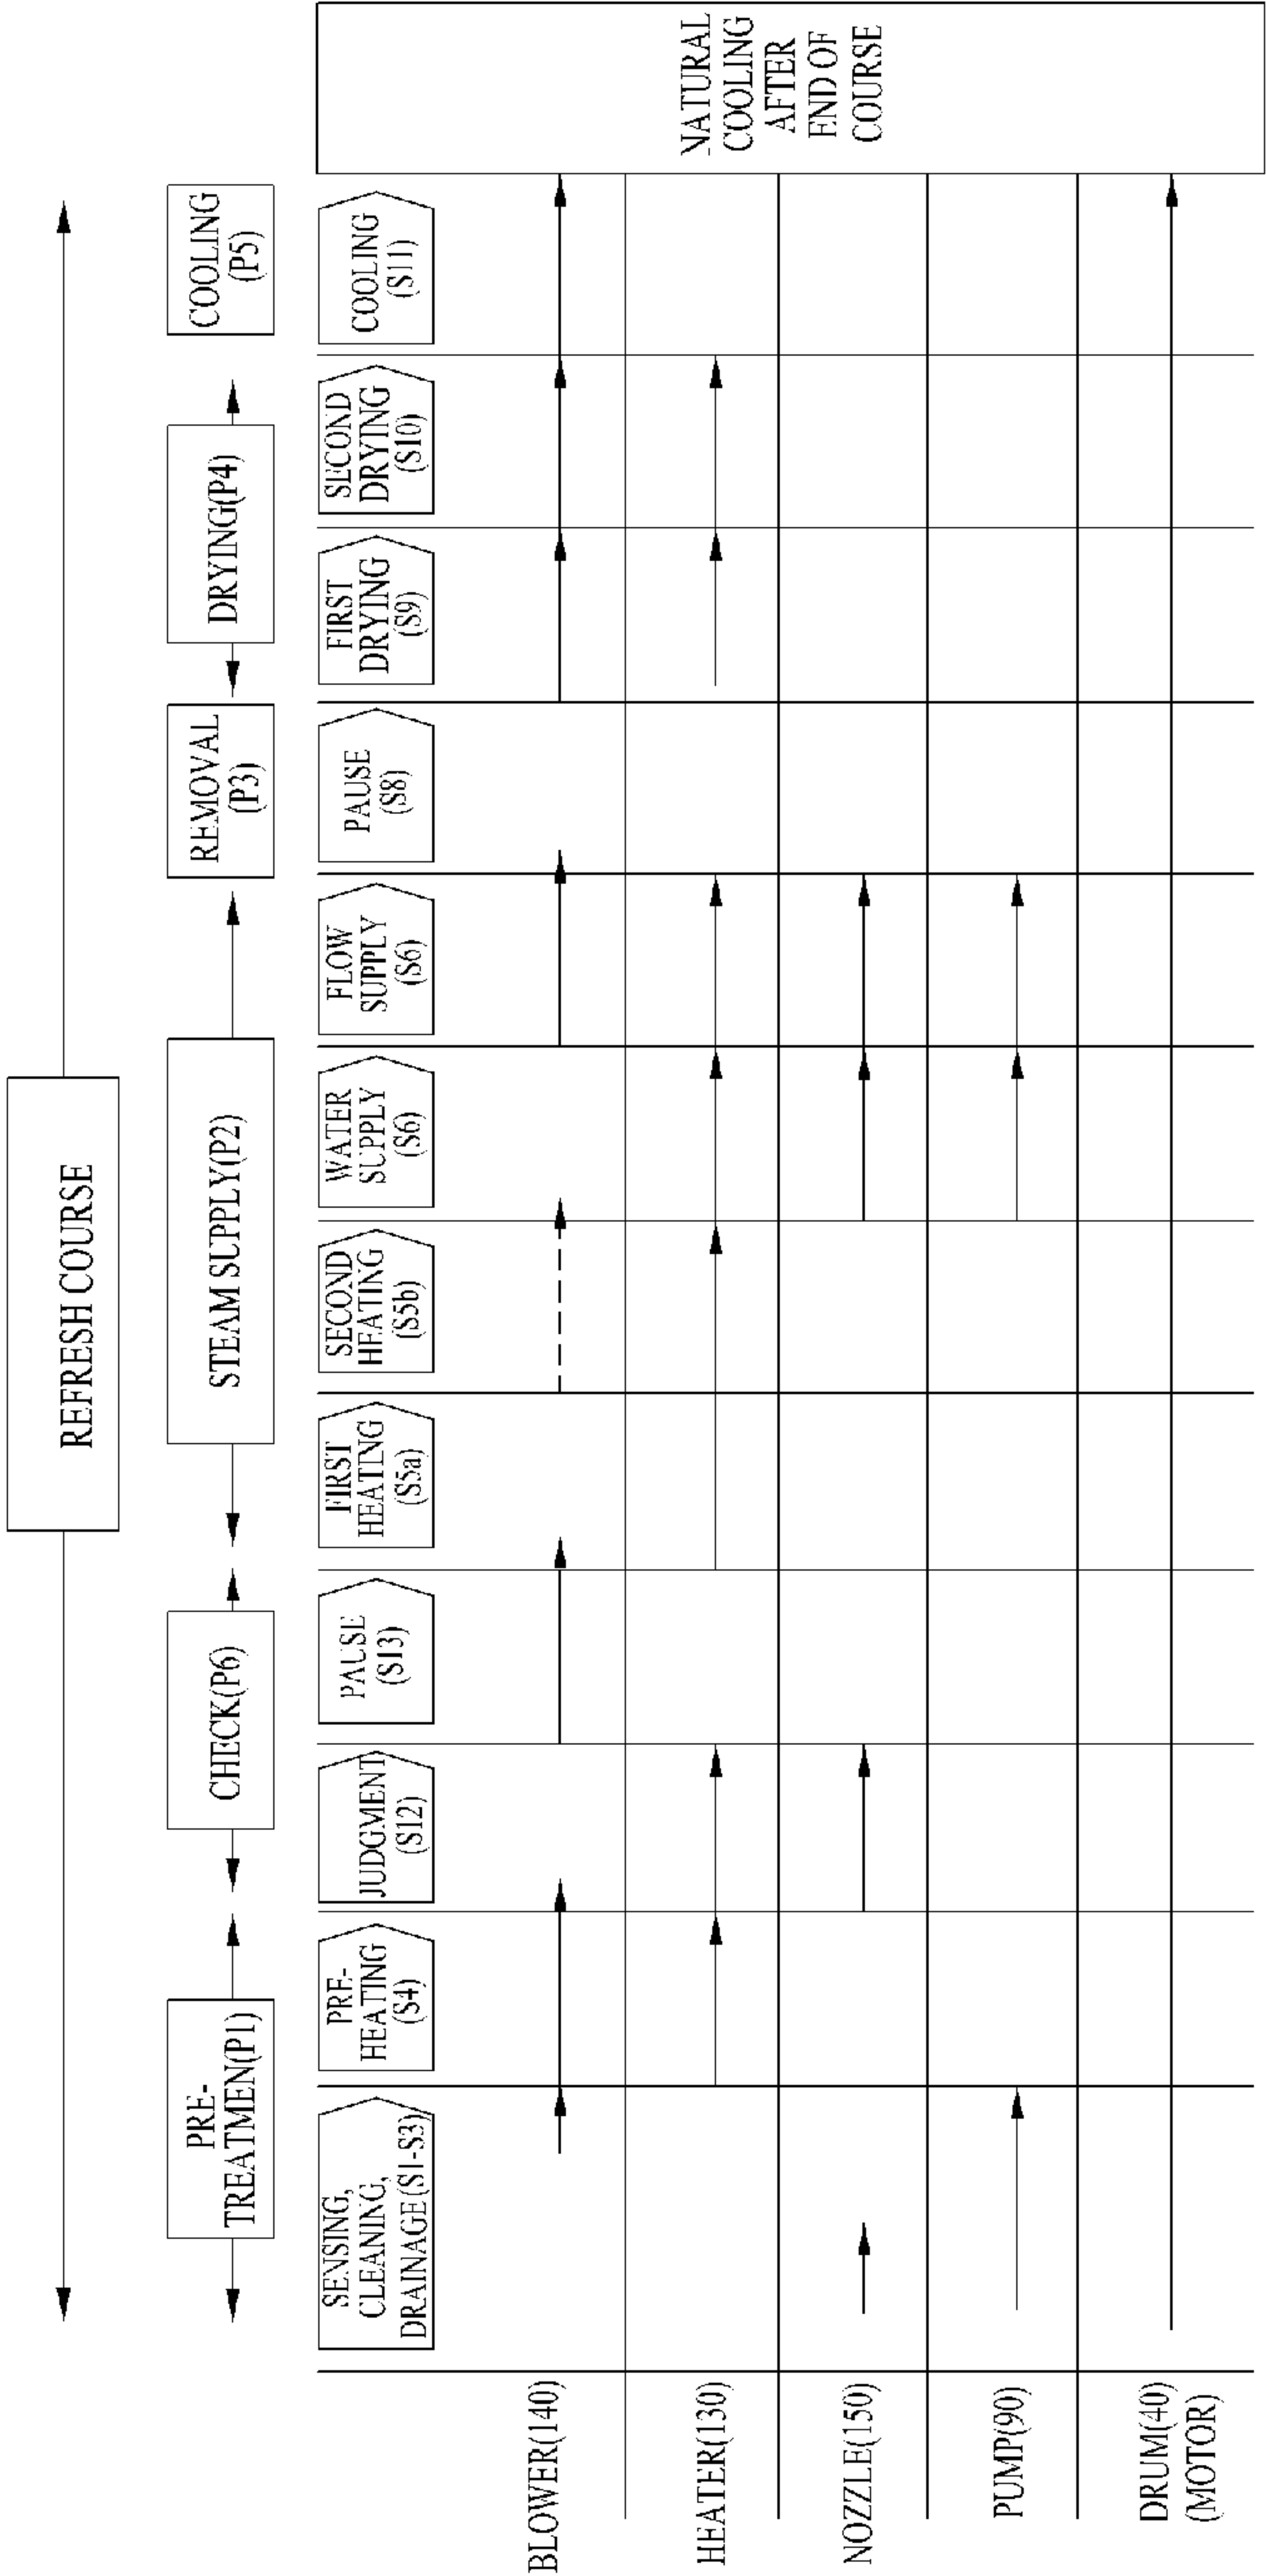 REFRESH COURSE
PRE-
TREATMEN(P1)
CHECK(P6)
STEAM SUPPLY(P2)
REMOVAL
(P3)
DRYING(P4)
COOLING
(P5)
SENSING,
CLEANING,
DRAINAGE(S1-S3)
PRE-
HEATING
(S4)
JUDGMENT
(S12)
PAUSE
(S13)
FIRST
HEATING
(S5a)
SECOND
HEATING
(S5b)
WATER
SUPPLY
(S6)
FLOW
SUPPLY
(S6)
PAUSE
(S8)
FIRST
DRYING
(S9)
SECOND
DRYING
(S10)
COOLING
(S11)
BLOWER(140)
HEATER(130)
NOZZLE(150)
PUMP(90)
DRUM(40)
(MOTOR)
NATURAL
COOLING
AFTER
END OF
COURSE